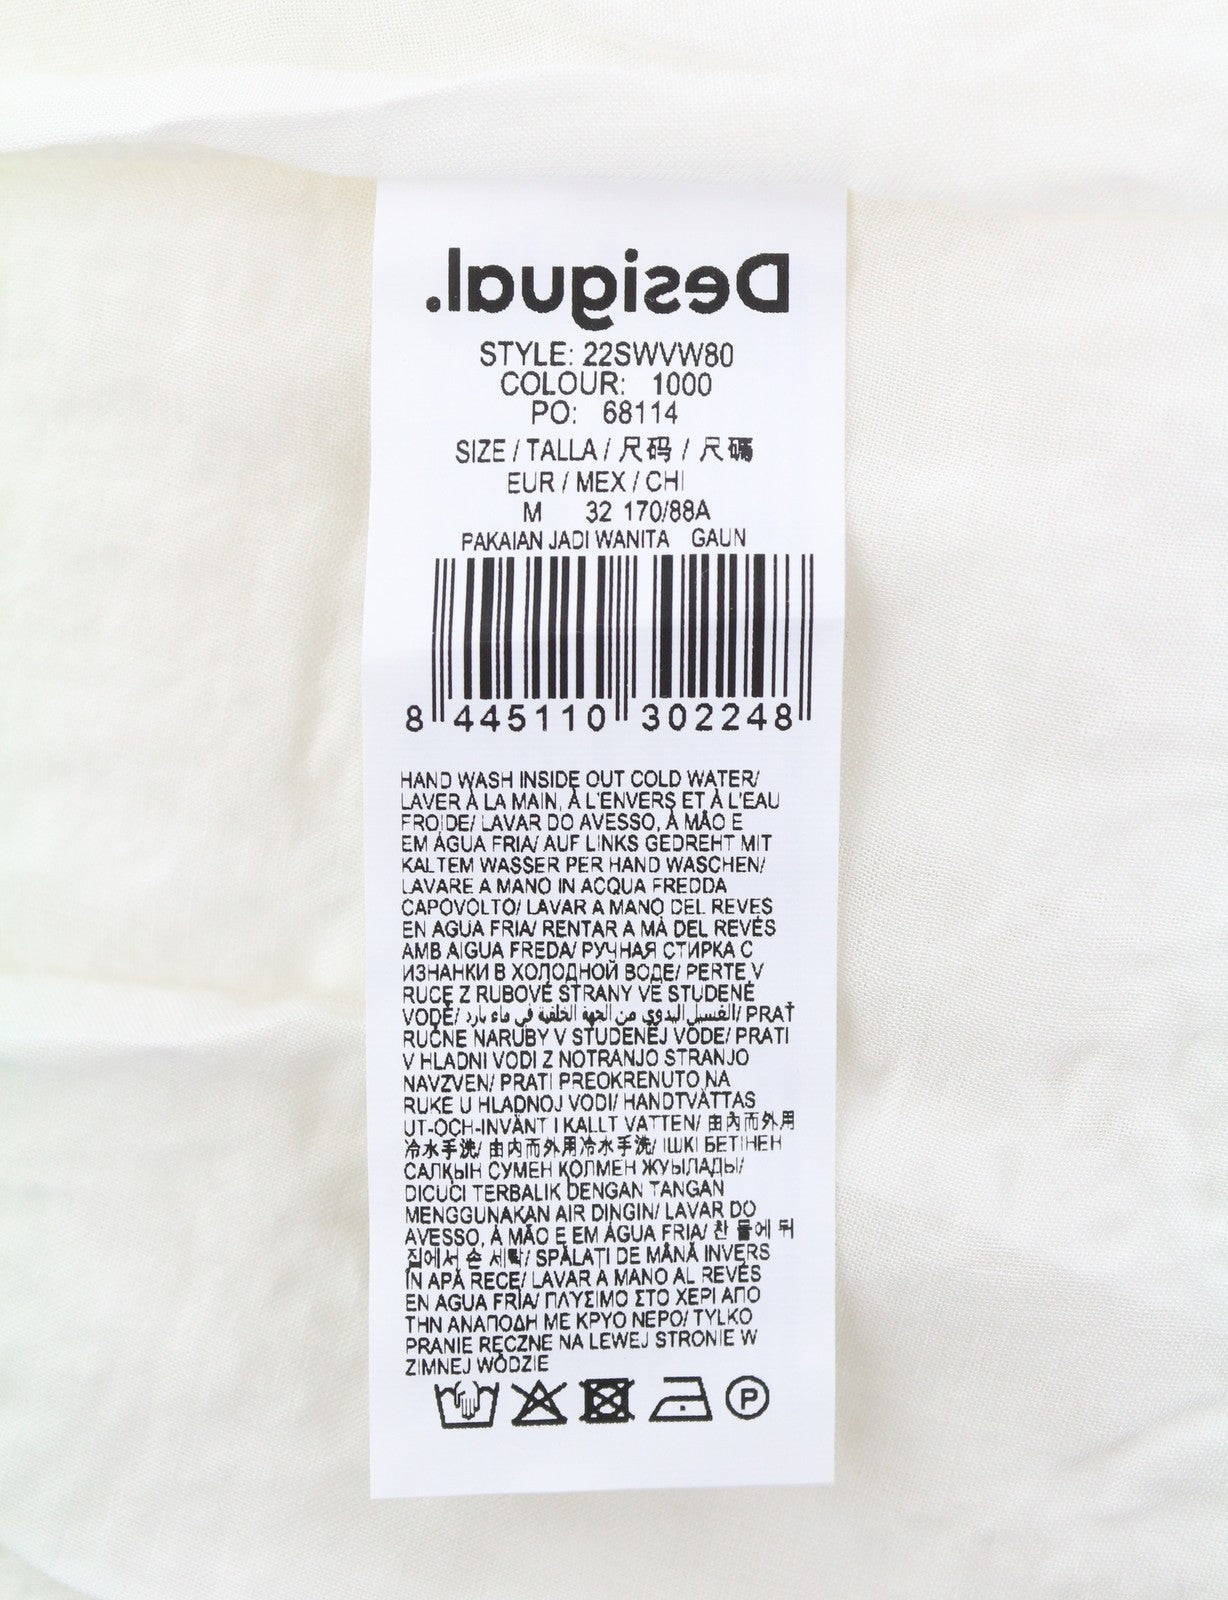 Desigual.
STYLE: 22SWVW80
COLOUR: 1000
PO: 68114
SIZE / TALLA / 尺码 / 尺碼
EUR / MEX / CHI
M 32 170/88A
PAKAIAN JADI WANITA GAUN
8 445110 302248
HAND WASH INSIDE OUT COLD WATER/
LAVER À LA MAIN, À L'ENVERS ET À L'EAU
FROIDE/ LAVAR DO AVESSO, À MÃO E
EM ÁGUA FRIA/ AUF LINKS GEDREHT MIT
KALTEM WASSER PER HAND WASCHEN/
LAVARE A MANO IN ACQUA FREDDA
CAPOVOLTO/ LAVAR A MANO DEL REVÉS
EN AGUA FRIA/ RENTAR A MÀ DEL REVÉS
AMB AIGUA FREDA/ РУЧНАЯ СТИРКА С
ИЗНАНКИ В ХОЛОДНОЙ ВОДЕ/ PERTE V
RUCE Z RUBOVÉ STRANY VE STUDENÉ
VODĚ/ الغسيل اليدوي من الجهة الخلفية في ماء بارد/ PRAŤ
RUČNE NARUBY V STUDENEJ VODE/ PRATI
V HLADNI VODI Z NOTRANJO STRANJO
NAVZVEN/ PRATI PREOKRENUTO NA
RUKE U HLADNOJ VODI/ HANDTVÄTTAS
UT-OCH-INVÄNT I KALLT VATTEN/ 由內而外用
冷水手洗/ 由内而外用冷水手洗/ ІШКІ БЕТІНЕН
САЛҚЫН СУМЕН ҚОЛМЕН ЖУЫЛАДЫ/
DICUCI TERBALIK DENGAN TANGAN
MENGGUNAKAN AIR DINGIN/ LAVAR DO
AVESSO, À MÃO E EM ÁGUA FRIA/ 찬 물에 뒤
집에서 손 세탁/ SPĂLAȚI DE MÂNĂ INVERS
ÎN APĂ RECE/ LAVAR A MANO AL REVÉS
EN AGUA FRÍA/ ΠΛΥΣΙΜΟ ΣΤΟ ΧΕΡΙ ΑΠΟ
ΤΗΝ ΑΝΑΠΟΔΗ ΜΕ ΚΡΥΟ ΝΕΡΟ/ TYLKO
PRANIE RĘCZNE NA LEWEJ STRONIE W
ZIMNEJ WODZIE
P